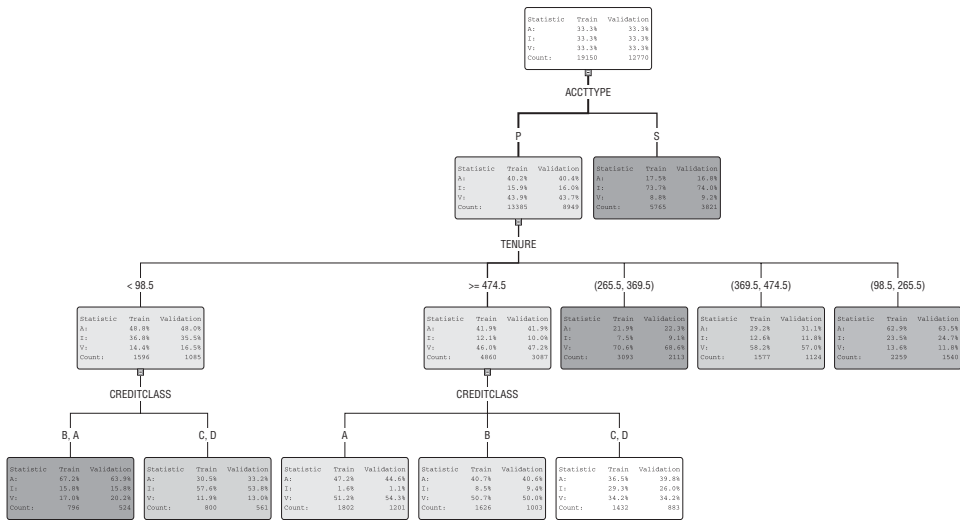 Statistic Train Validation
A: 33.3% 33.3%
I: 33.3% 33.3%
V: 33.3% 33.3%
Count: 19150 12770
ACCTTYPE
P S
Statistic Train Validation
A: 40.2% 40.4%
I: 15.9% 16.0%
V: 43.9% 43.7%
Count: 13385 8949
Statistic Train Validation
A: 17.5% 16.8%
I: 73.7% 74.0%
V: 8.8% 9.2%
Count: 5765 3821
TENURE
< 98.5 >= 474.5 (265.5, 369.5) (369.5, 474.5) (98.5, 265.5)
Statistic Train Validation
A: 48.8% 48.0%
I: 36.8% 35.5%
V: 14.4% 16.5%
Count: 1596 1085
Statistic Train Validation
A: 41.9% 41.9%
I: 12.1% 10.0%
V: 46.0% 47.2%
Count: 4860 3087
Statistic Train Validation
A: 21.9% 22.3%
I: 7.5% 9.1%
V: 70.6% 68.6%
Count: 3093 2113
Statistic Train Validation
A: 29.2% 31.1%
I: 12.6% 11.8%
V: 58.2% 57.0%
Count: 1577 1124
Statistic Train Validation
A: 62.9% 63.5%
I: 23.5% 24.7%
V: 13.6% 11.8%
Count: 2259 1540
CREDITCLASS CREDITCLASS
B, A C, D A B C, D
Statistic Train Validation
A: 67.2% 63.9%
I: 15.8% 15.8%
V: 17.0% 20.2%
Count: 796 524
Statistic Train Validation
A: 30.5% 33.2%
I: 57.6% 53.8%
V: 11.9% 13.0%
Count: 800 561
Statistic Train Validation
A: 47.2% 44.6%
I: 1.6% 1.1%
V: 51.2% 54.3%
Count: 1802 1201
Statistic Train Validation
A: 40.7% 40.6%
I: 8.5% 9.4%
V: 50.7% 50.0%
Count: 1626 1003
Statistic Train Validation
A: 36.5% 39.8%
I: 29.3% 26.0%
V: 34.2% 34.2%
Count: 1432 883